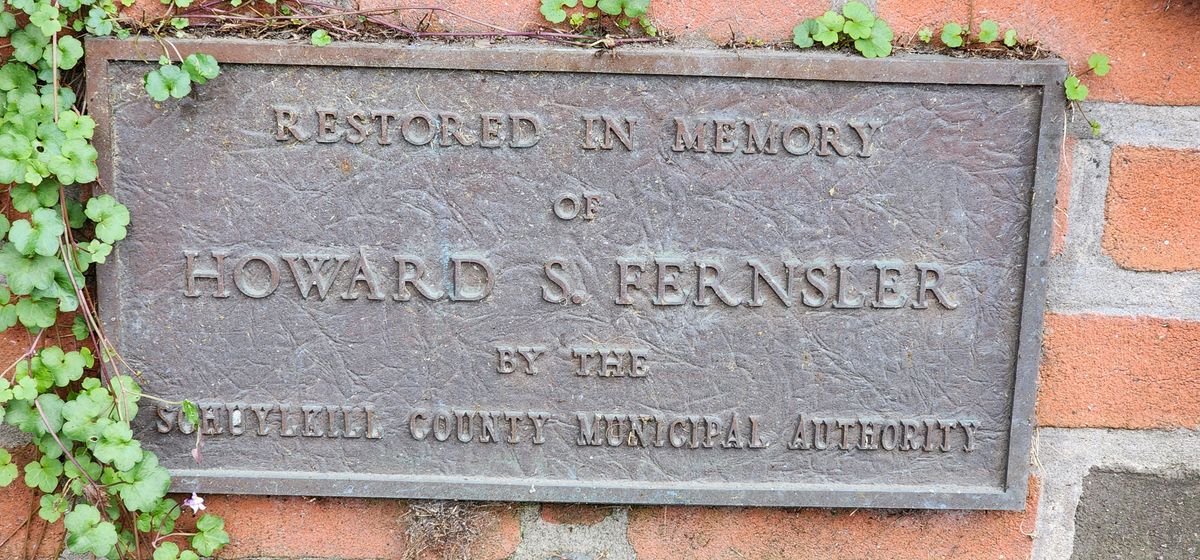 RESTORED IN MEMORY
OF
HOWARD S. FERNSLER
BY THE
SCHUYLKILL COUNTY MUNICIPAL AUTHORITY